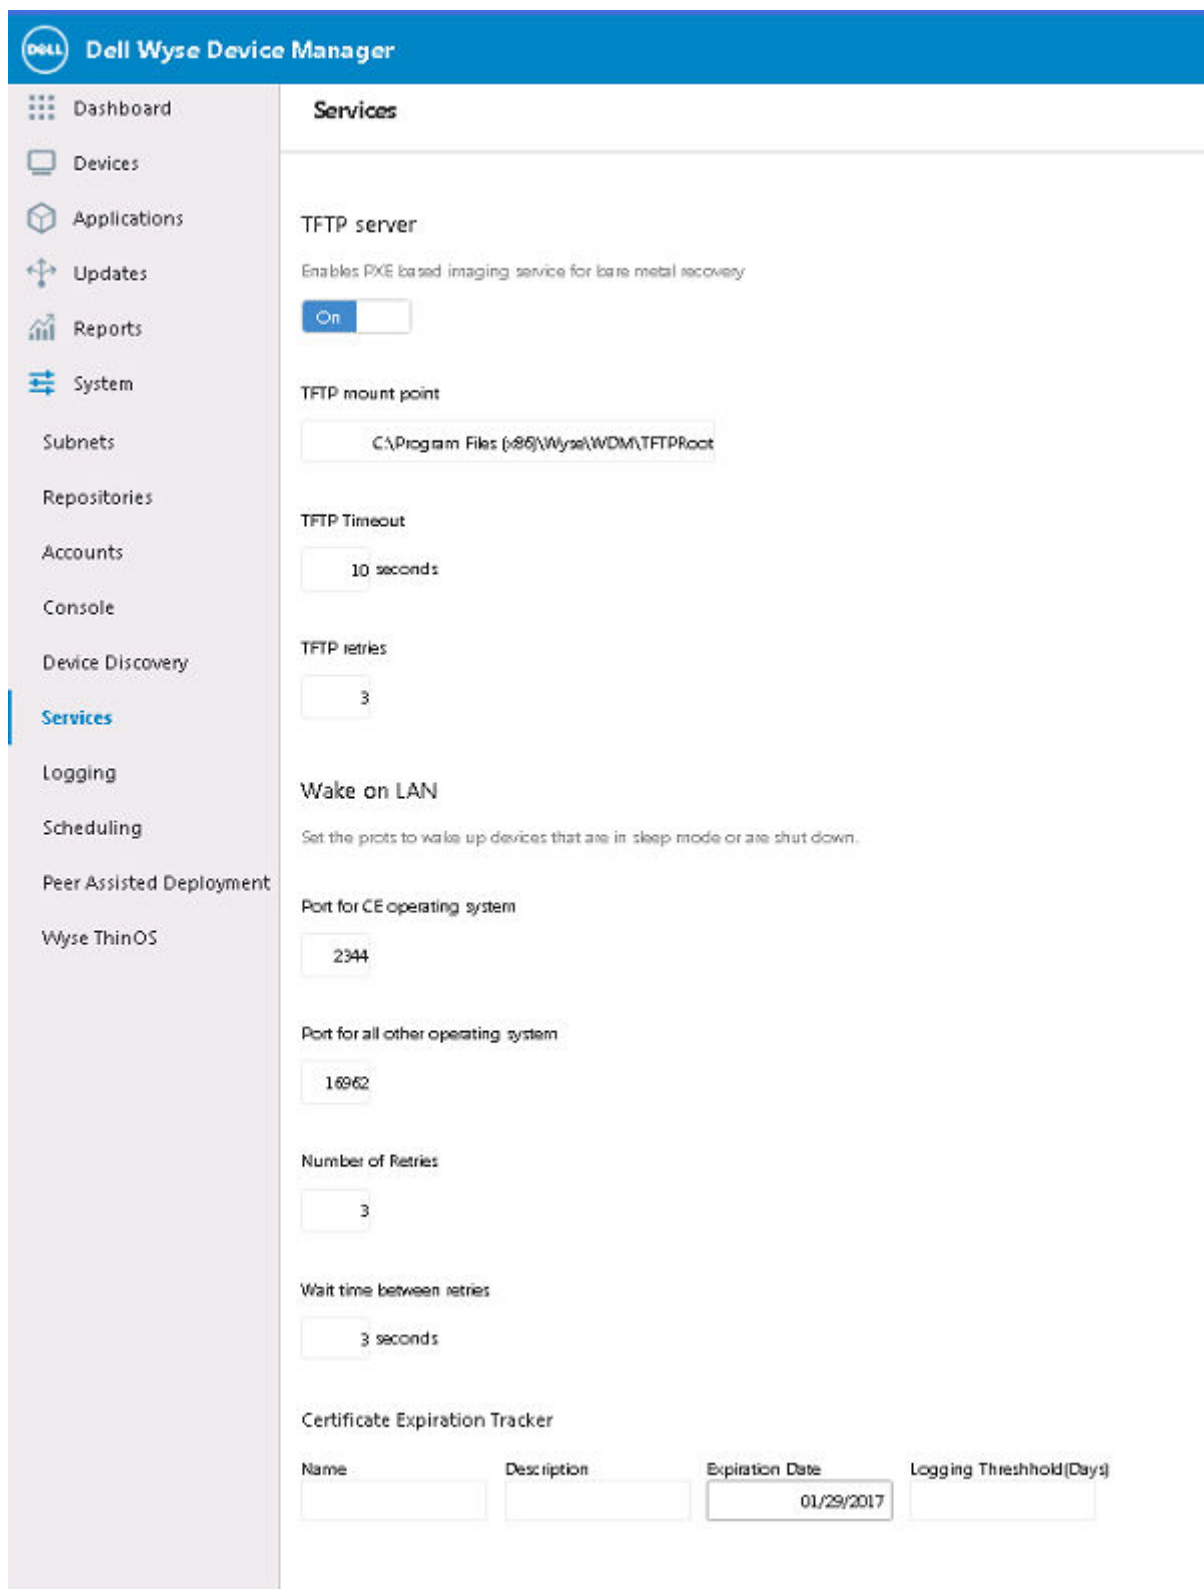 DELL Dell Wyse Device Manager
Dashboard
Devices
Applications
Updates
Reports
System
Subnets
Repositories
Accounts
Console
Device Discovery
Services
Logging
Scheduling
Peer Assisted Deployment
Wyse ThinOS
Services
TFTP server
Enables PXE based imaging service for bare metal recovery
On
TFTP mount point
C:\Program Files (x86)\Wyse\WDM\TFTPRoot
TFTP Timeout
10 seconds
TFTP retries
3
Wake on LAN
Set the prots to wake up devices that are in sleep mode or are shut down.
Port for CE operating system
2344
Port for all other operating system
16962
Number of Retries
3
Wait time between retries
3 seconds
Certificate Expiration Tracker
Name Description Expiration Date Logging Threshhold(Days)
01/29/2017